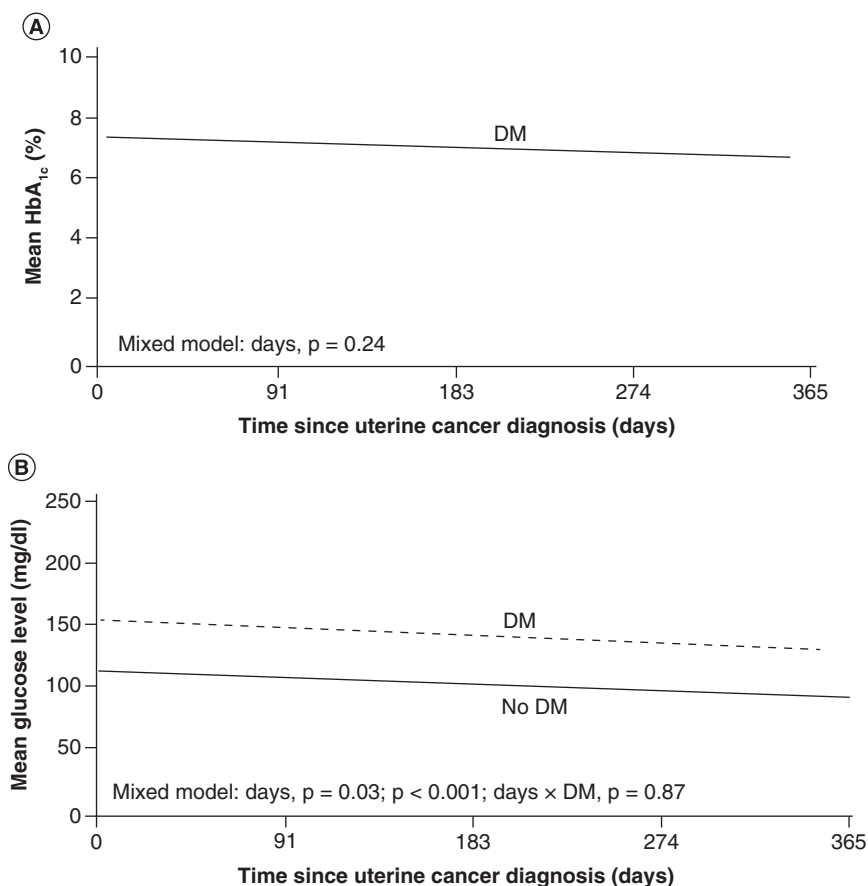 A
10
8
6
4
2
0
Mean HbA1c (%)
DM
Mixed model: days, p = 0.24
0 91 183 274 365
Time since uterine cancer diagnosis (days)
B
250
200
150
100
50
0
Mean glucose level (mg/dl)
DM
No DM
Mixed model: days, p = 0.03; p < 0.001; days × DM, p = 0.87
0 91 183 274 365
Time since uterine cancer diagnosis (days)